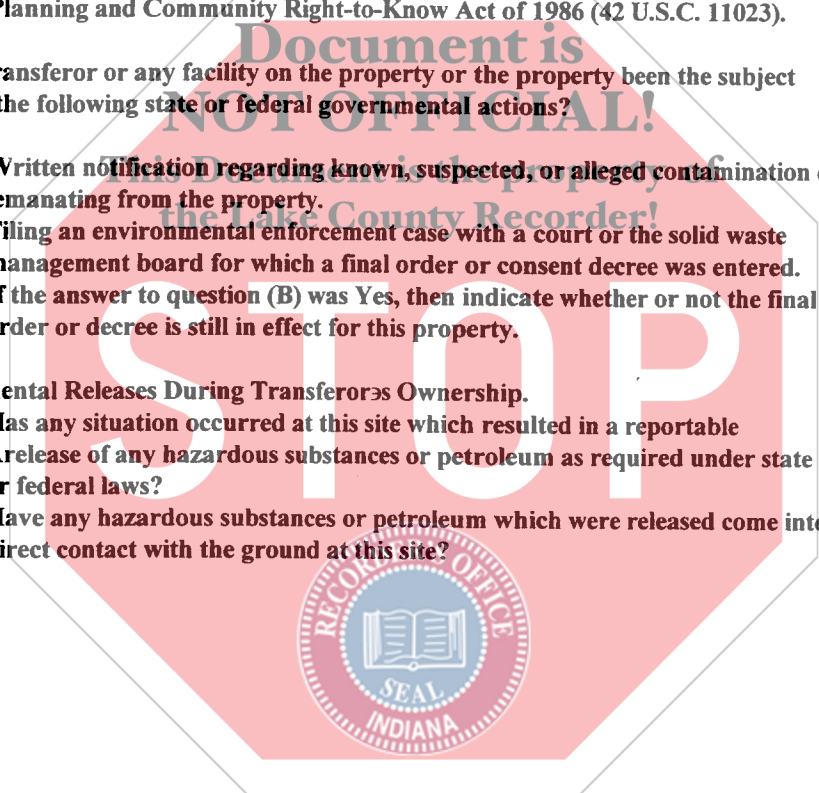 Planning and Community Right-to-Know Act of 1986 (42 U.S.C. 11023).
Document is
ransferor or any facility on the property or the property been the subject
the following state or federal governmental actions?
NOT OFFICIAL!
Written notification regarding known, suspected, or alleged contamination
This Document is the property of
emanating from the property.
the Lake County Recorder!
iling an environmental enforcement case with a court or the solid waste
anagement board for which a final order or consent decree was entered.
f the answer to question (B) was Yes, then indicate whether or not the final
rder or decree is still in effect for this property.
STOP
ental Releases During Transferorɜs Ownership.
Has any situation occurred at this site which resulted in a reportable
release of any hazardous substances or petroleum as required under state
r federal laws?
Have any hazardous substances or petroleum which were released come int
irect contact with the ground at this site?
RECORDER'S OFFICE
SEAL
INDIANA